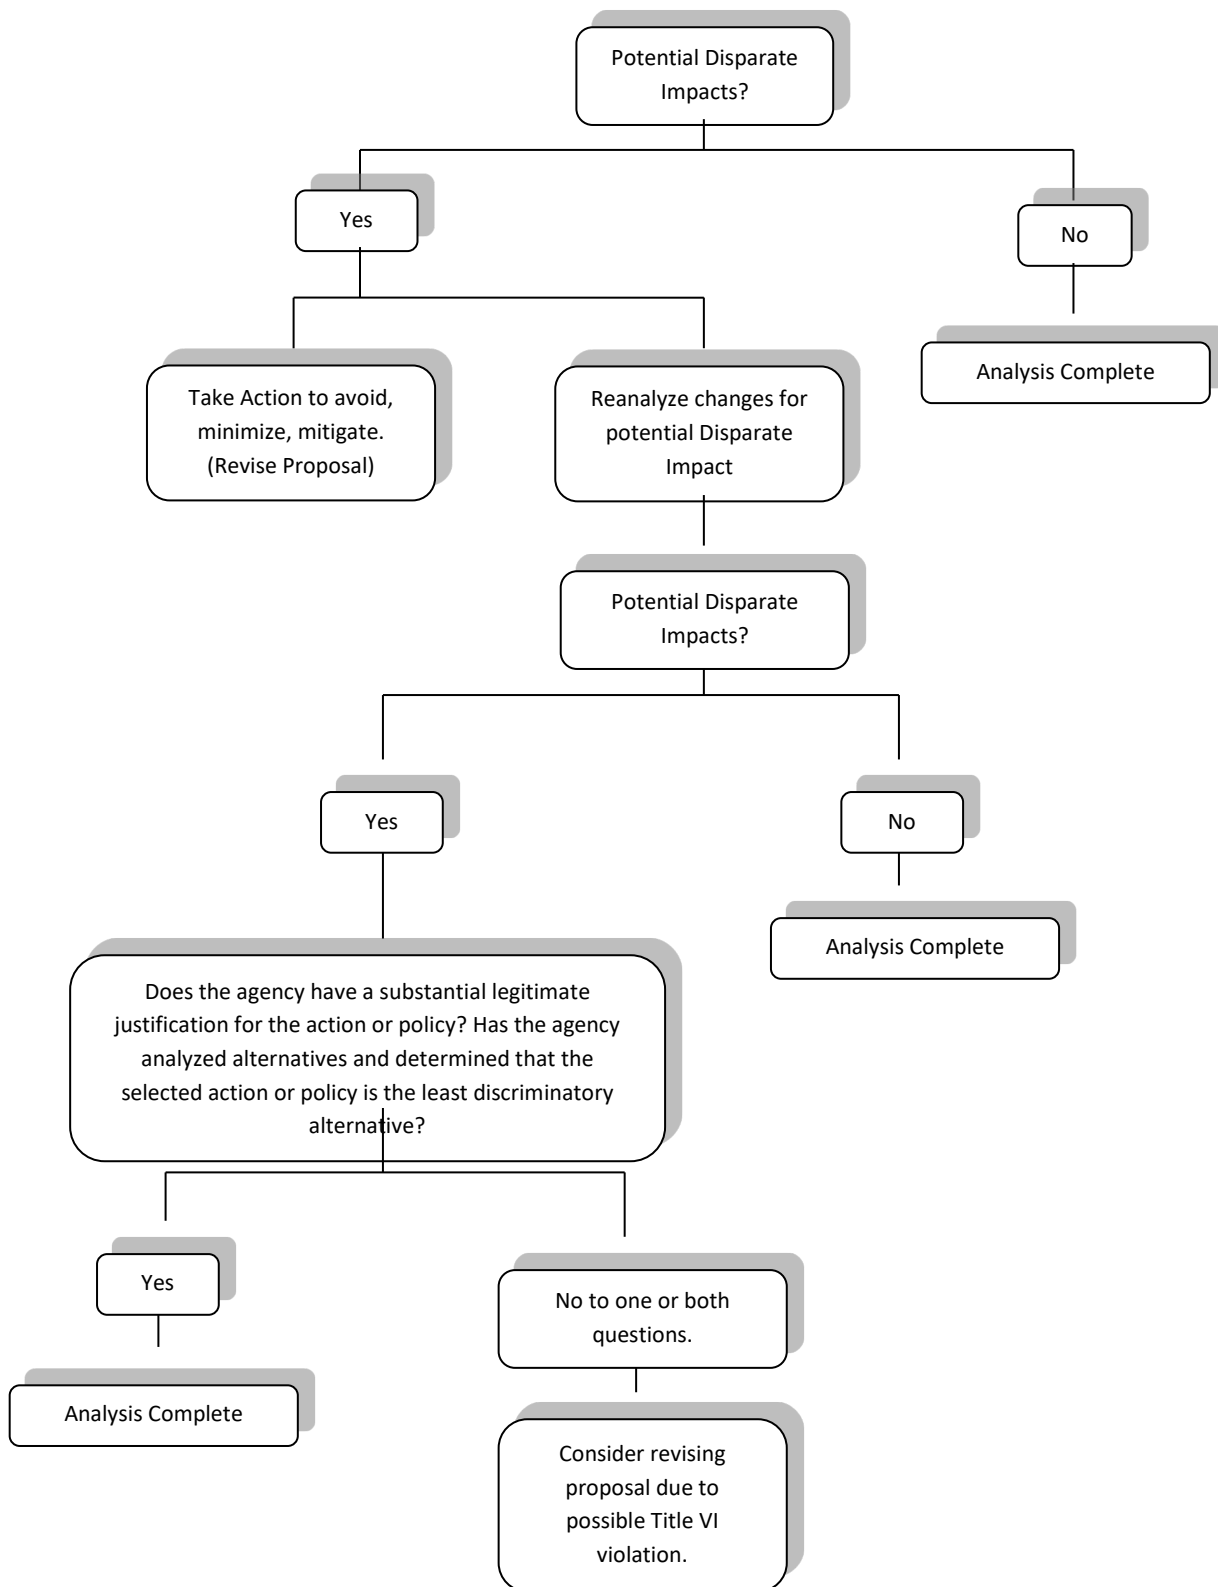 Potential Disparate
Impacts?
Yes
No
Take Action to avoid,
minimize, mitigate.
(Revise Proposal)
Reanalyze changes for
potential Disparate
Impact
Analysis Complete
Potential Disparate
Impacts?
Yes
No
Analysis Complete
Does the agency have a substantial legitimate
justification for the action or policy? Has the agency
analyzed alternatives and determined that the
selected action or policy is the least discriminatory
alternative?
Yes
No to one or both
questions.
Analysis Complete
Consider revising
proposal due to
possible Title VI
violation.